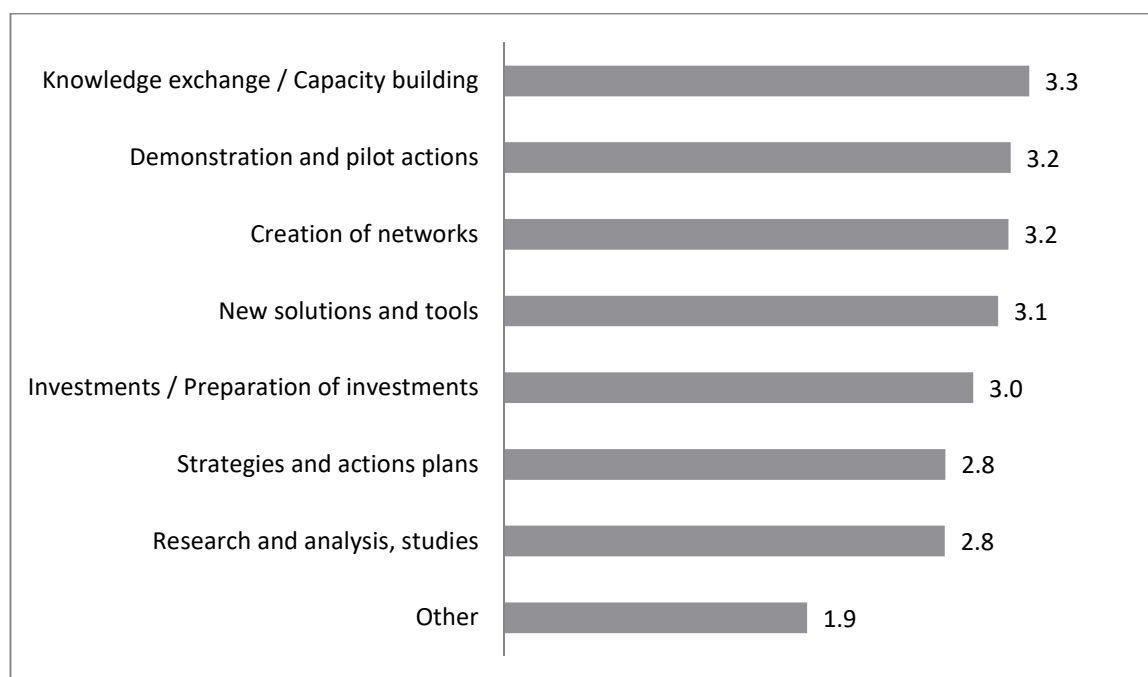 Knowledge exchange / Capacity building 3.3
Demonstration and pilot actions 3.2
Creation of networks 3.2
New solutions and tools 3.1
Investments / Preparation of investments 3.0
Strategies and actions plans 2.8
Research and analysis, studies 2.8
Other 1.9